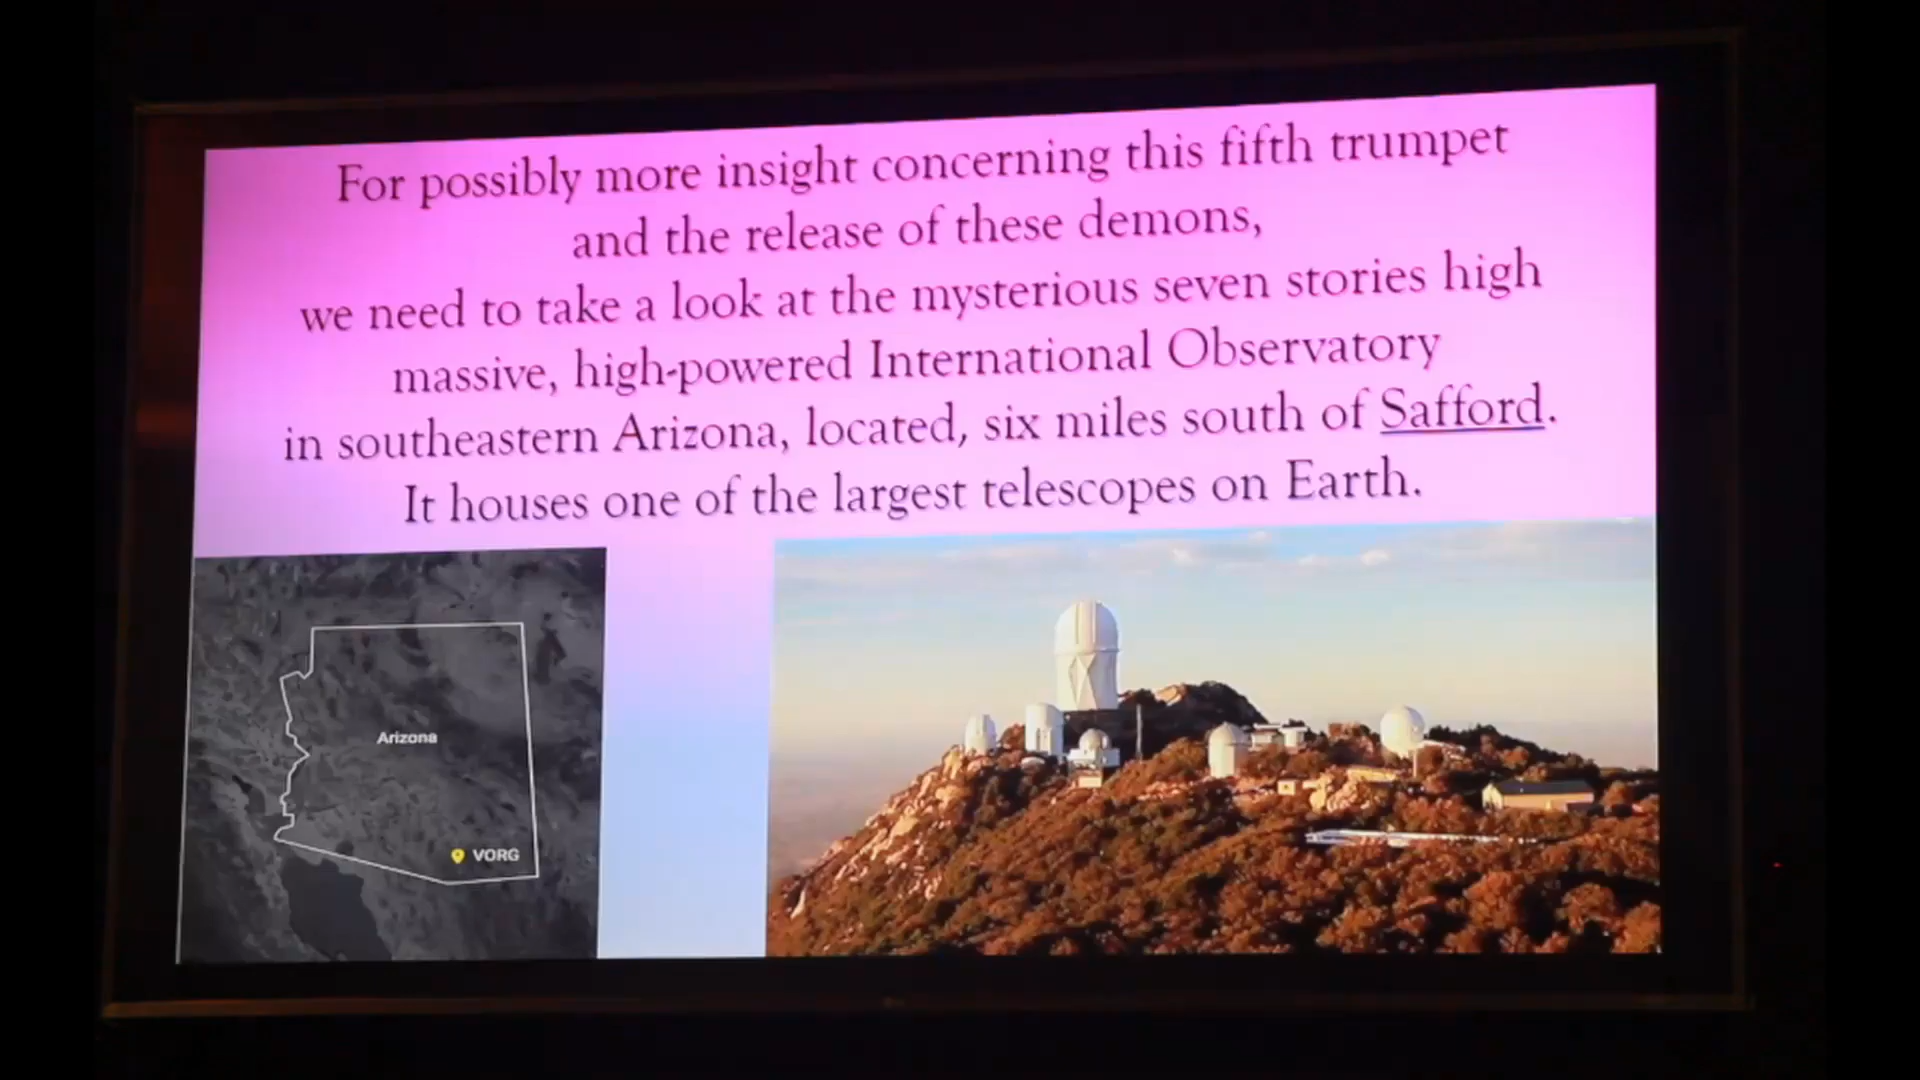 For possibly more insight concerning this fifth trumpet
and the release of these demons,
we need to take a look at the mysterious seven stories high
massive, high-powered International Observatory
in southeastern Arizona, located, six miles south of Safford.
It houses one of the largest telescopes on Earth.
Arizona
VORG